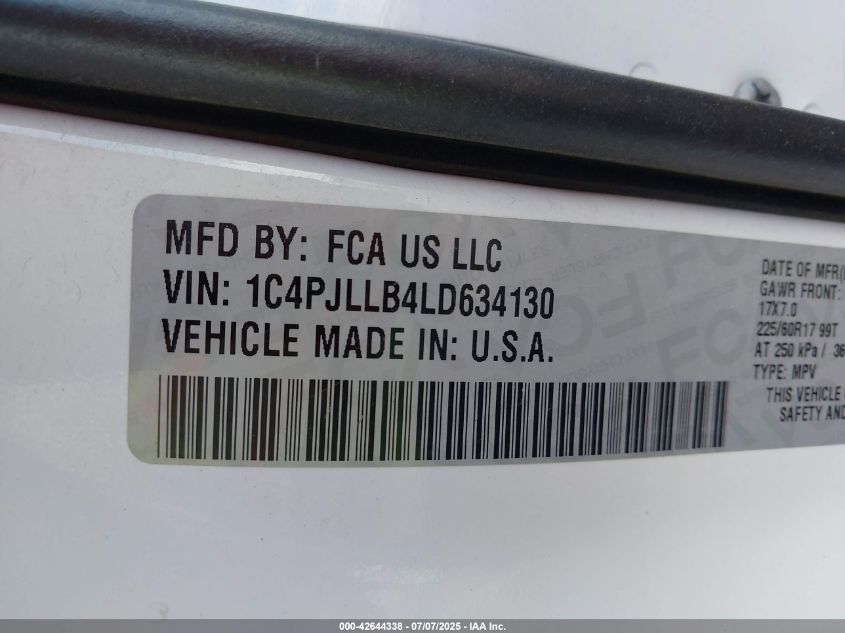 MFD BY: FCA US LLC
VIN: 1C4PJLLB4LD634130
VEHICLE MADE IN: U.S.A.
DATE OF MFR(
GAWR FRONT:
17X7.0
225/60R17 99T
AT 250 kPa / 36
TYPE: MPV
THIS VEHICLE
SAFETY AND
000-42644338 - 07/07/2025 - IAA Inc.